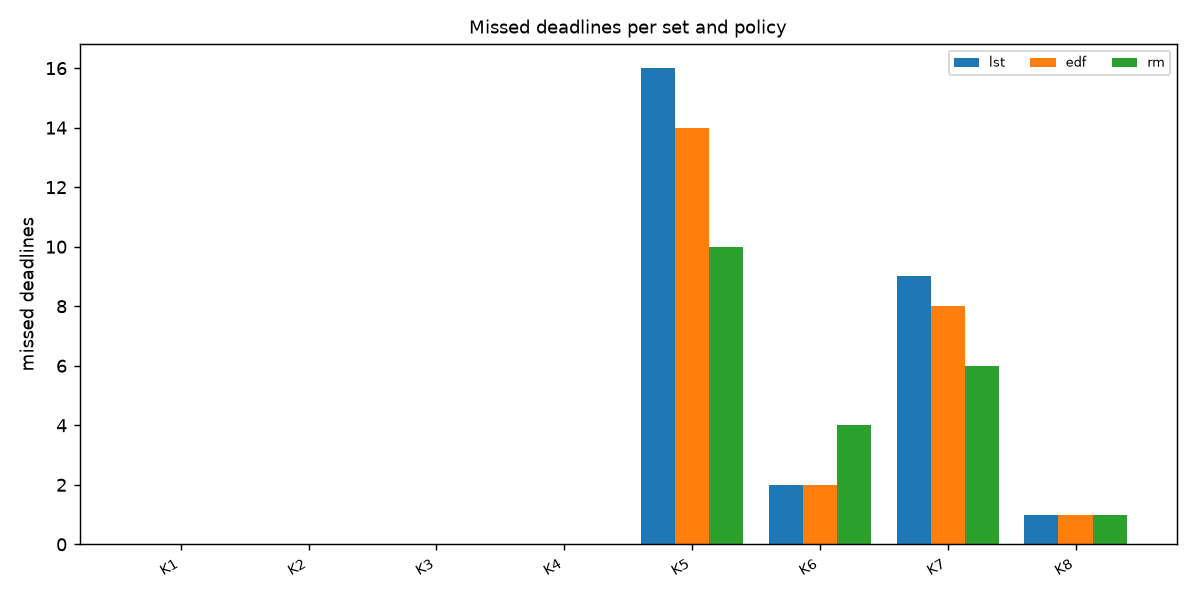 Missed deadlines per set and policy
lst edf rm
missed deadlines
16
14
12
10
8
6
4
2
0
K1 K2 K3 K4 K5 K6 K7 K8